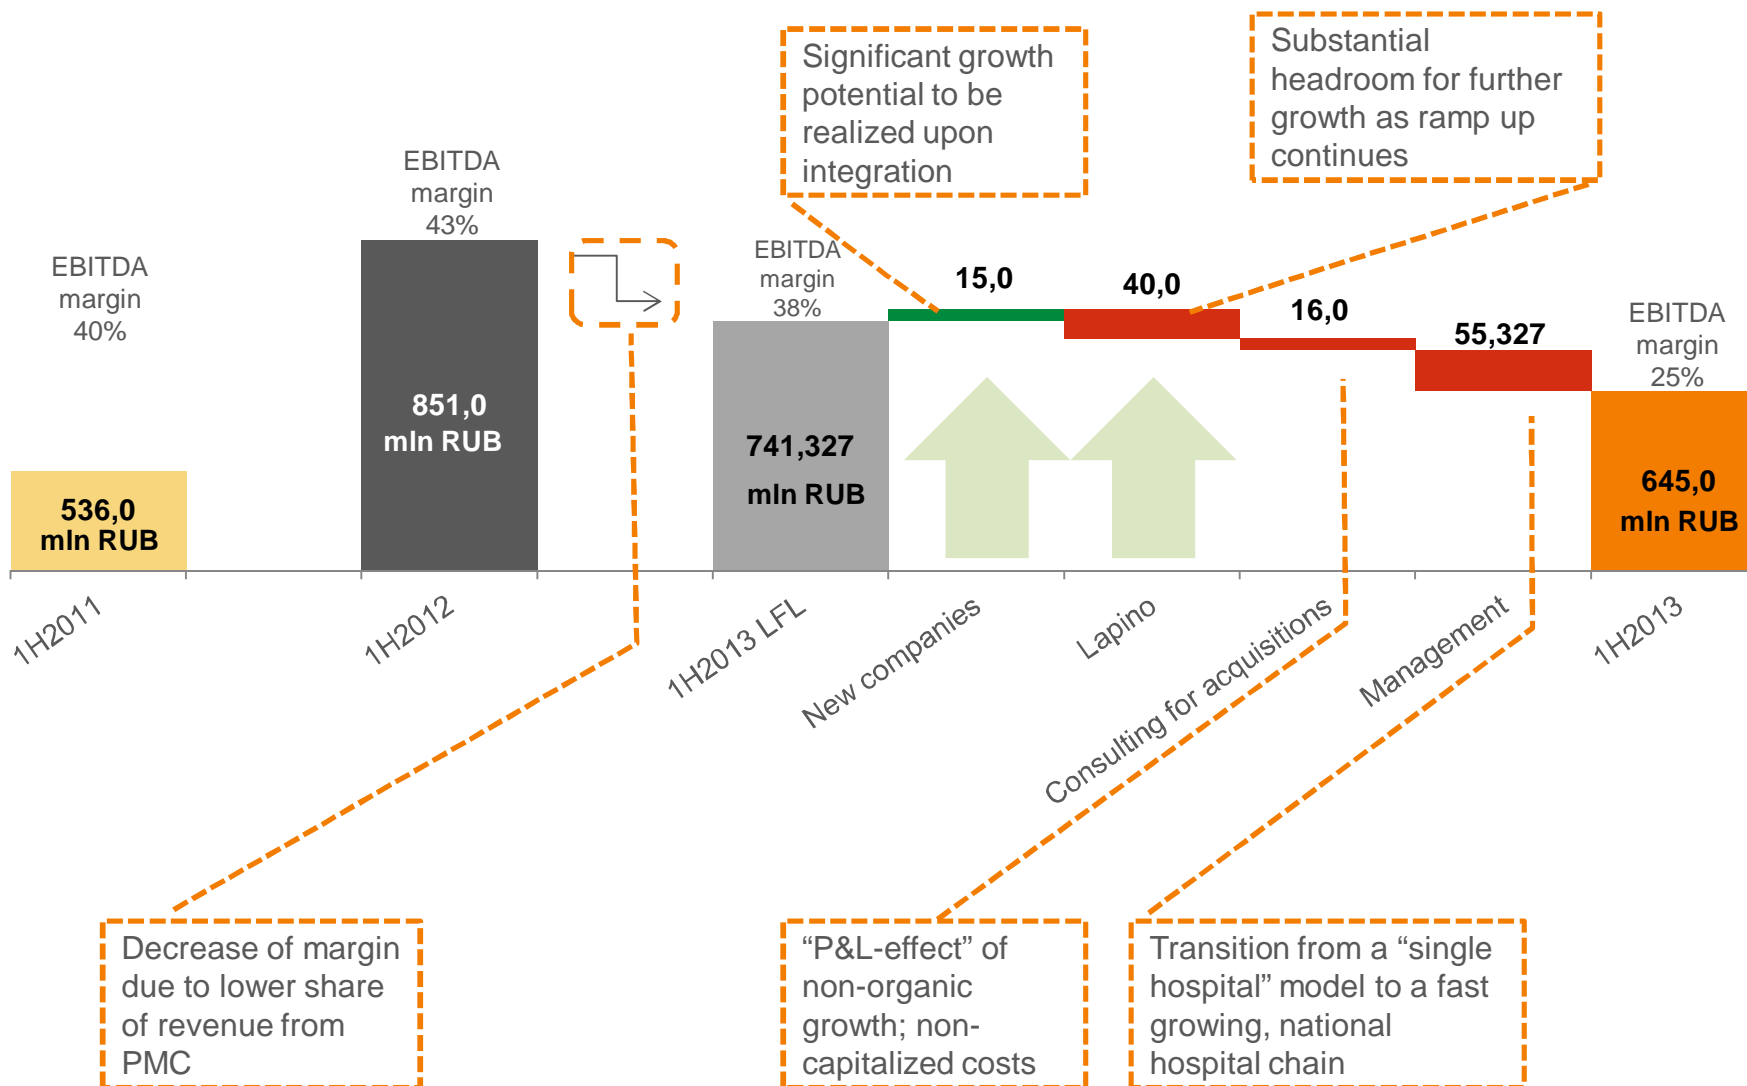 Significant growth
potential to be
realized upon
integration
Substantial
headroom for further
growth as ramp up
continues
EBITDA
margin
40%
EBITDA
margin
43%
EBITDA
margin
38%
15,0
40,0
16,0
55,327
EBITDA
margin
25%
536,0
mln RUB
851,0
mln RUB
741,327
mln RUB
645,0
mln RUB
1H2011
1H2012
1H2013 LFL
New companies
Lapino
Consulting for acquisitions
Management
1H2013
Decrease of margin
due to lower share
of revenue from
PMC
“P&L-effect” of
non-organic
growth; non-
capitalized costs
Transition from a “single
hospital” model to a fast
growing, national
hospital chain